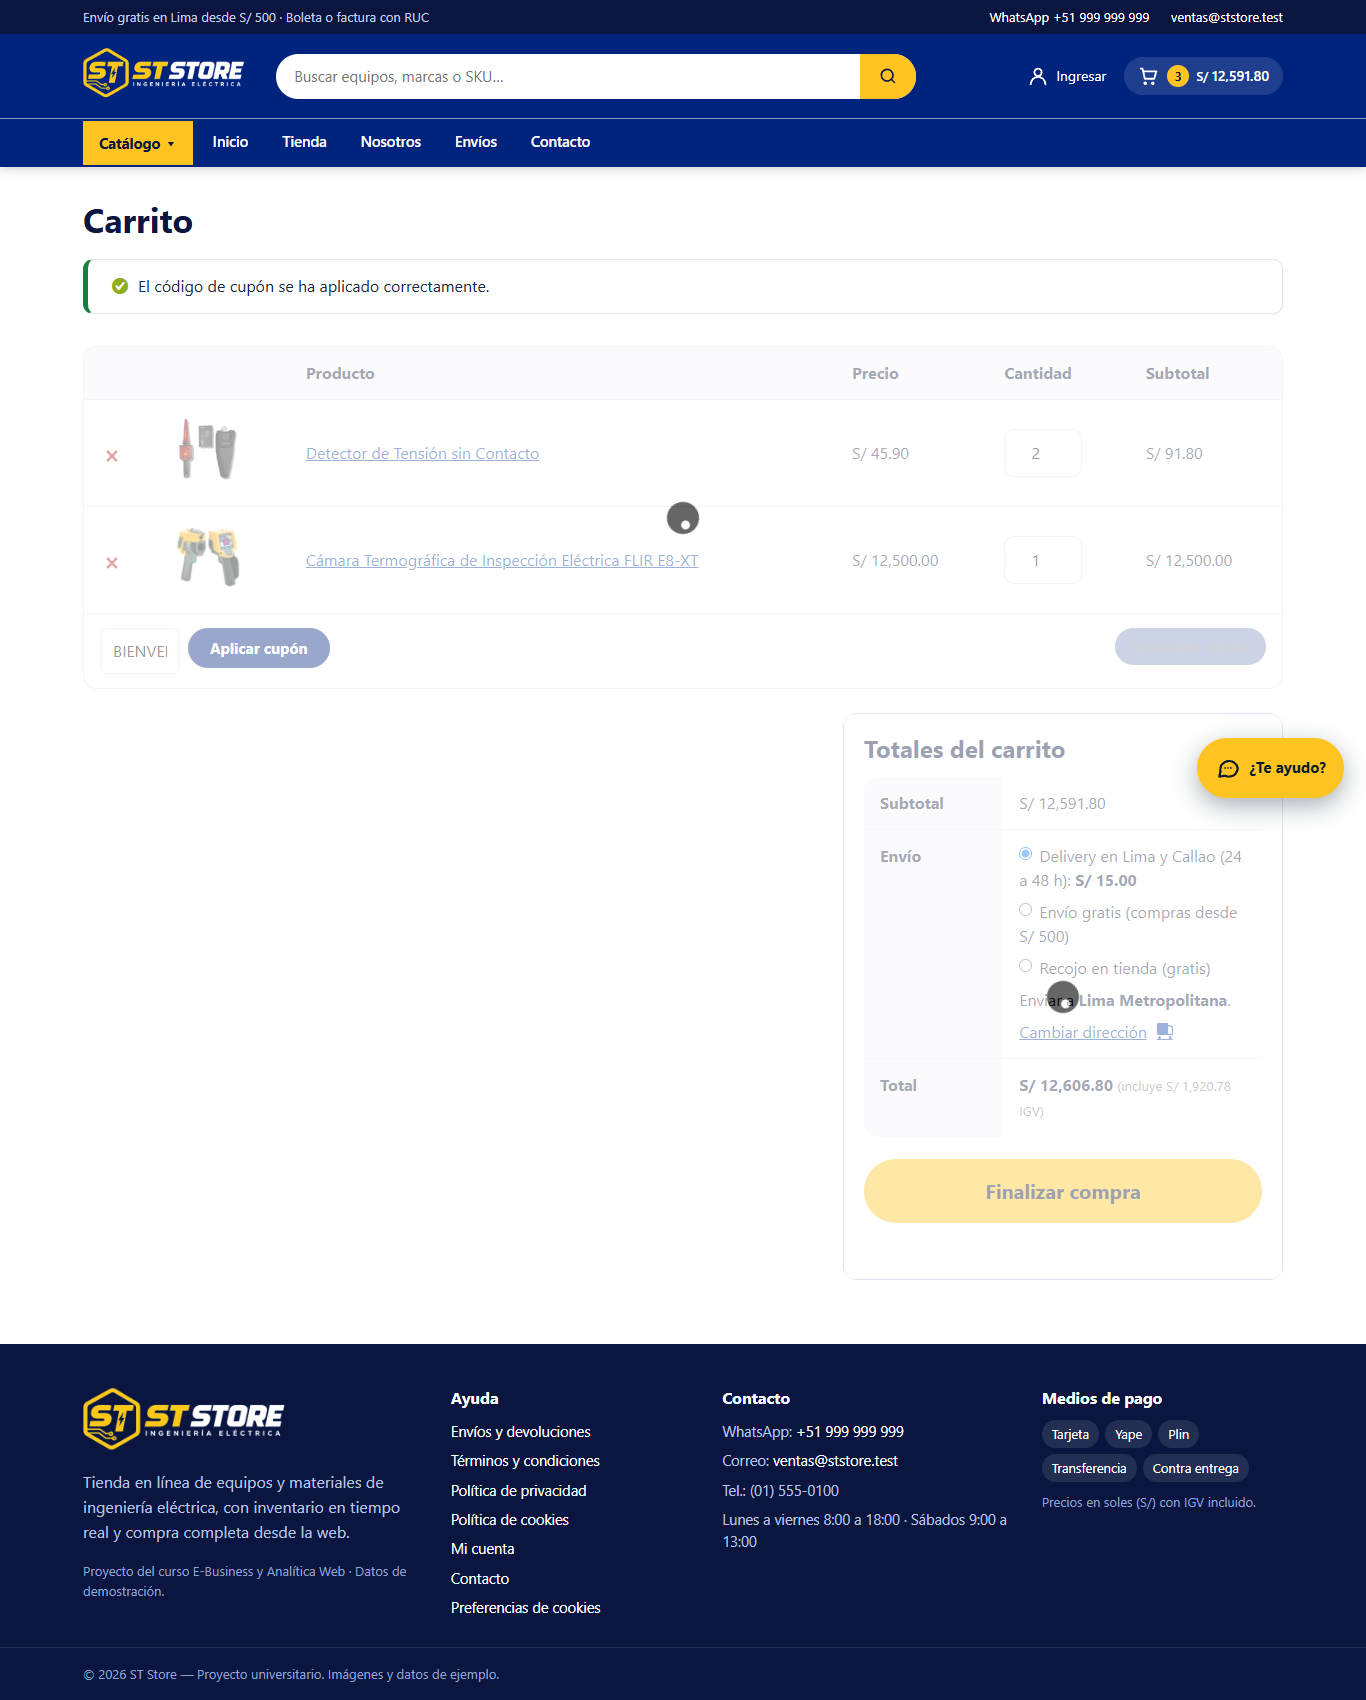 Envío gratis en Lima desde S/ 500 · Boleta o factura con RUC
WhatsApp +51 999 999 999
ventas@ststore.test
ST STORE
INGENIERÍA ELÉCTRICA
Buscar equipos, marcas o SKU...
Ingresar
3
S/ 12,591.80
Catálogo
Inicio
Tienda
Nosotros
Envíos
Contacto
Carrito
El código de cupón se ha aplicado correctamente.
Producto
Precio
Cantidad
Subtotal
×
Detector de Tensión sin Contacto
S/ 45.90
2
S/ 91.80
×
Cámara Termográfica de Inspección Eléctrica FLIR E8-XT
S/ 12,500.00
1
S/ 12,500.00
Aplicar cupón
Totales del carrito
¿Te ayudo?
Subtotal
S/ 12,591.80
Envío
Delivery en Lima y Callao (24
a 48 h): S/ 15.00
Envío gratis (compras desde
S/ 500)
Recojo en tienda (gratis)
Enviar a Lima Metropolitana.
Cambiar dirección
Total
S/ 12,606.80 (incluye S/ 1,920.78
IGV)
Finalizar compra
ST STORE
INGENIERÍA ELÉCTRICA
Tienda en línea de equipos y materiales de
ingeniería eléctrica, con inventario en tiempo
real y compra completa desde la web.
Proyecto del curso E-Business y Analítica Web · Datos de
demostración.
Ayuda
Envíos y devoluciones
Términos y condiciones
Política de privacidad
Política de cookies
Mi cuenta
Contacto
Preferencias de cookies
Contacto
WhatsApp: +51 999 999 999
Correo: ventas@ststore.test
Tel.: (01) 555-0100
Lunes a viernes 8:00 a 18:00 · Sábados 9:00 a
13:00
Medios de pago
Tarjeta
Yape
Plin
Transferencia
Contra entrega
Precios en soles (S/) con IGV incluido.
© 2026 ST Store — Proyecto universitario. Imágenes y datos de ejemplo.